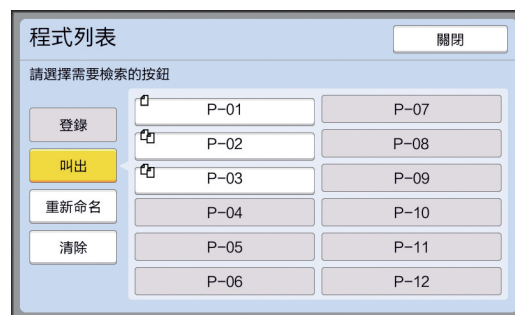 程式列表
關閉
請選擇需要檢索的按鈕
登錄
叫出
重新命名
清除
P-01
P-02
P-03
P-04
P-05
P-06
P-07
P-08
P-09
P-10
P-11
P-12